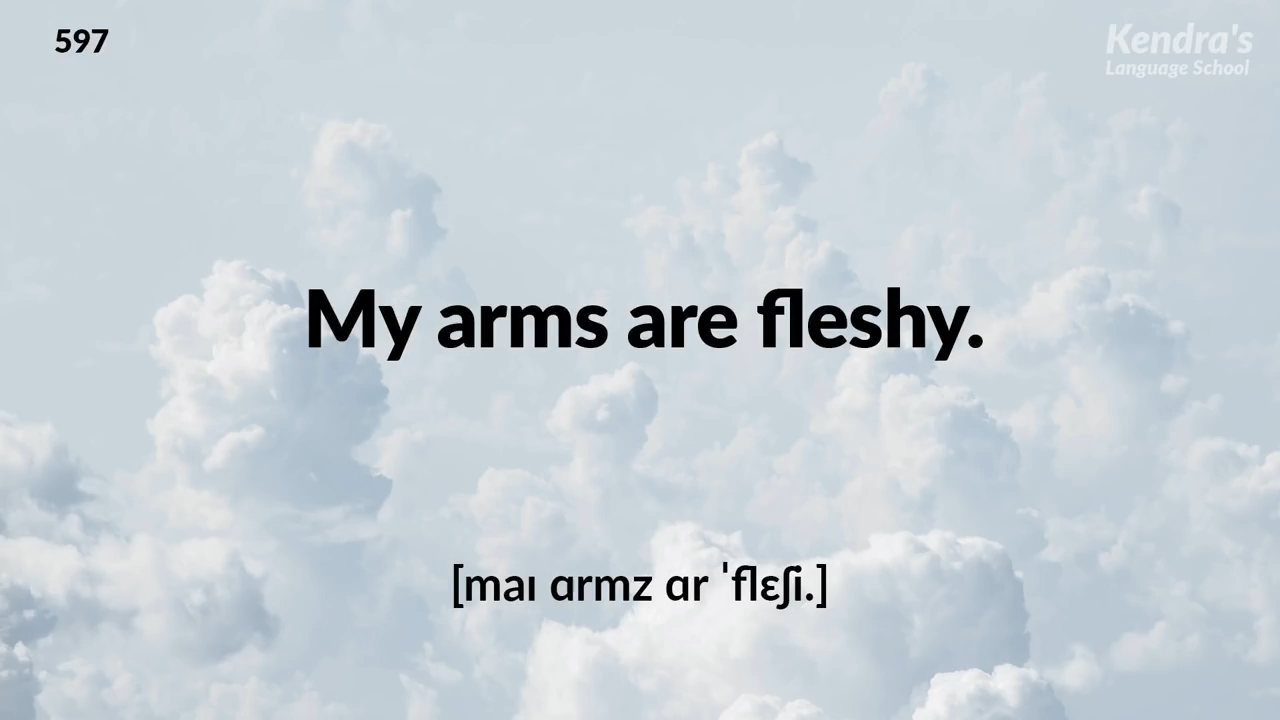 597
Kendra's
Language School
My arms are fleshy.
[maɪ ɑrmz ɑr ˈflɛʃi.]